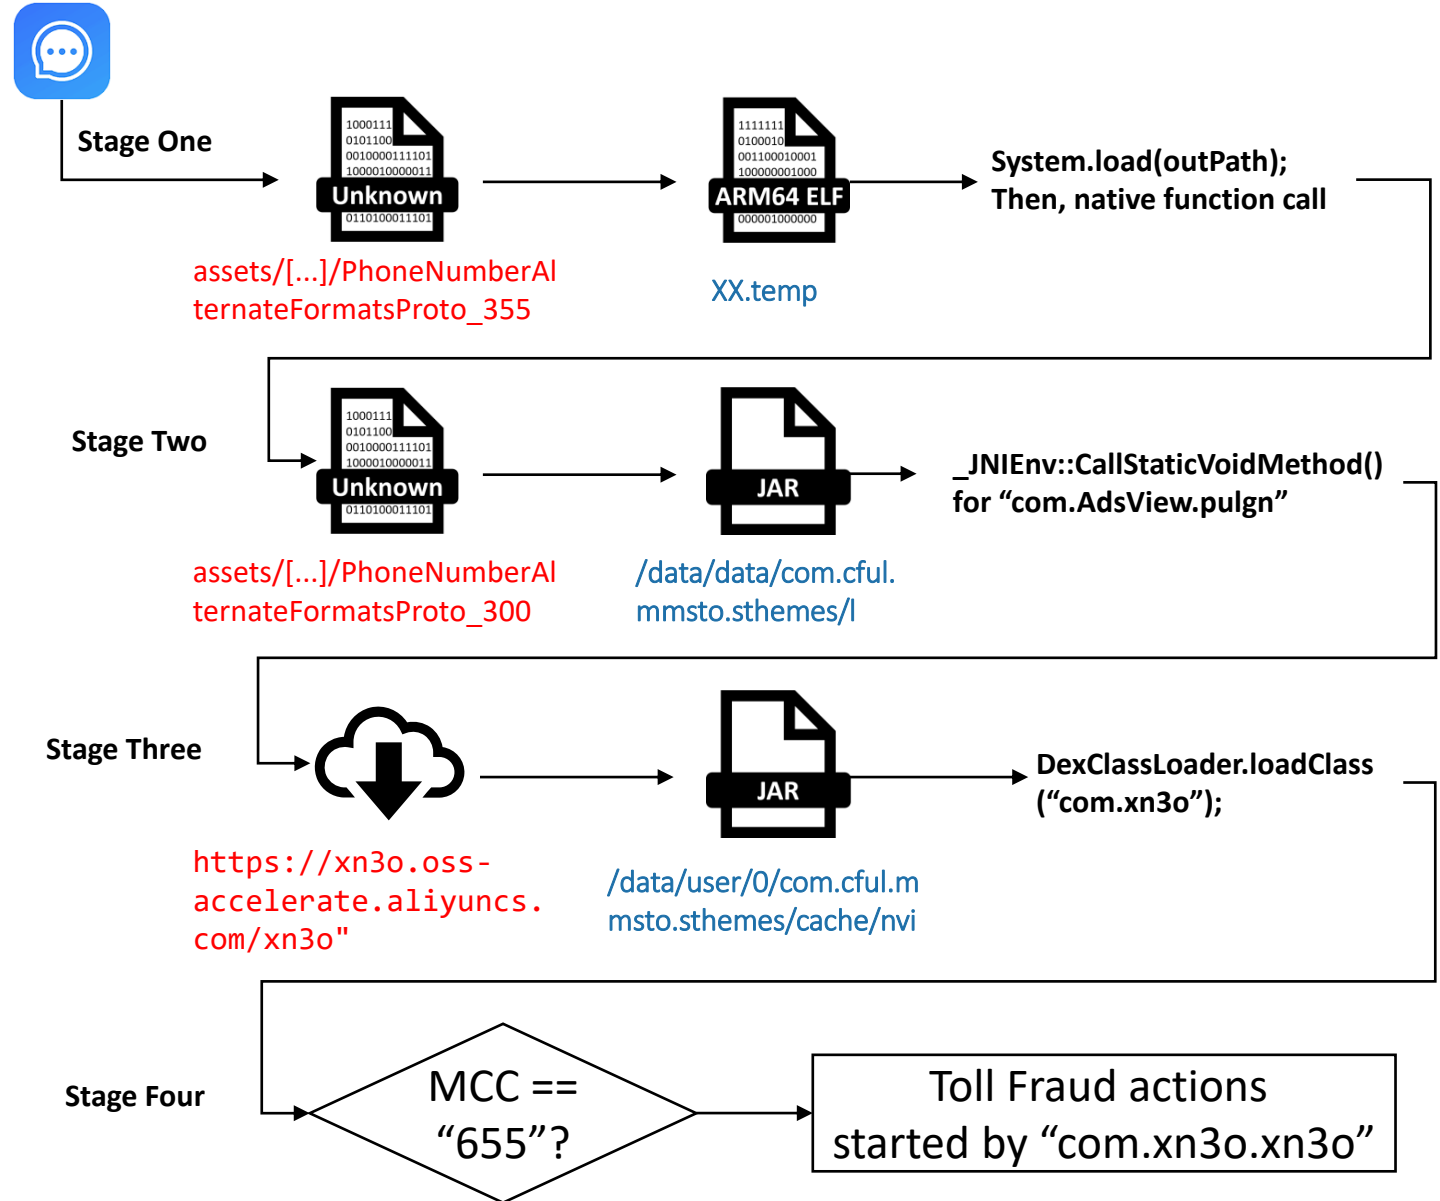 Stage One
1000111
0101100
0010000111101
1000010000011
Unknown
0110100011101
assets/[...]/PhoneNumberAl
ternateFormatsProto_355
1111111
0100010
001100010001
100000001000
ARM64 ELF
000001000000
XX.temp
System.load(outPath);
Then, native function call
Stage Two
1000111
0101100
0010000111101
1000010000011
Unknown
0110100011101
assets/[...]/PhoneNumberAl
ternateFormatsProto_300
JAR
/data/data/com.cful.
mmsto.sthemes/l
_JNIEnv::CallStaticVoidMethod()
for “com.AdsView.pulgn”
Stage Three
https://xn3o.oss-
accelerate.aliyuncs.
com/xn3o"
JAR
/data/user/0/com.cful.m
msto.sthemes/cache/nvi
DexClassLoader.loadClass
(“com.xn3o”);
Stage Four
MCC ==
“655”?
Toll Fraud actions
started by “com.xn3o.xn3o”